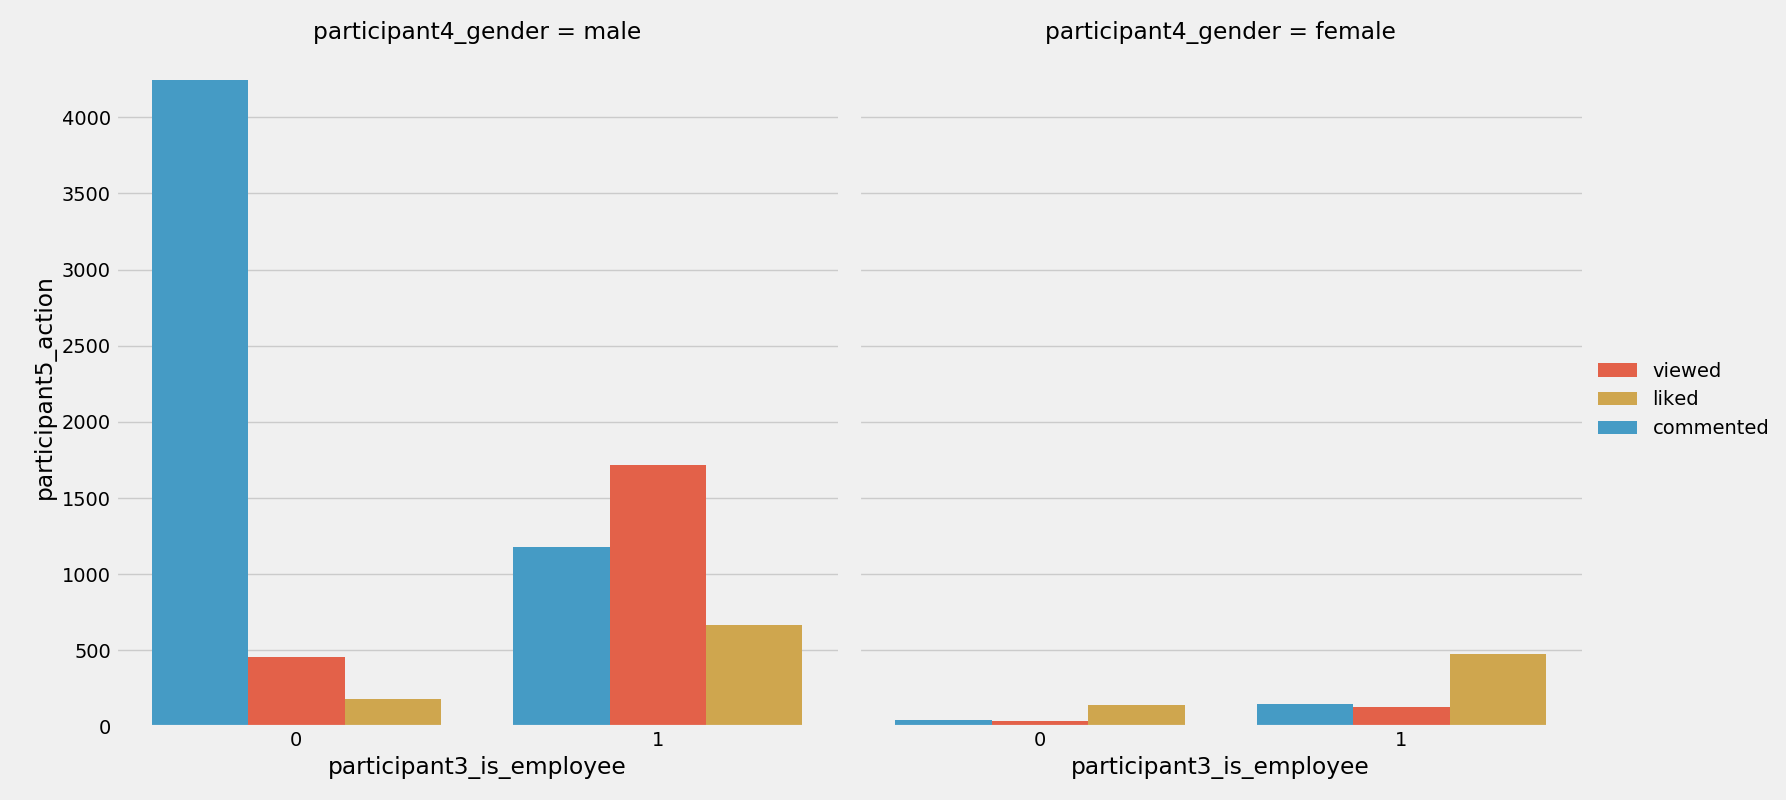 participant4_gender = male
participant4_gender = female
participant5_action
4000
3500
3000
2500
2000
1500
1000
500
0
0 1
0 1
participant3_is_employee
participant3_is_employee
viewed
liked
commented